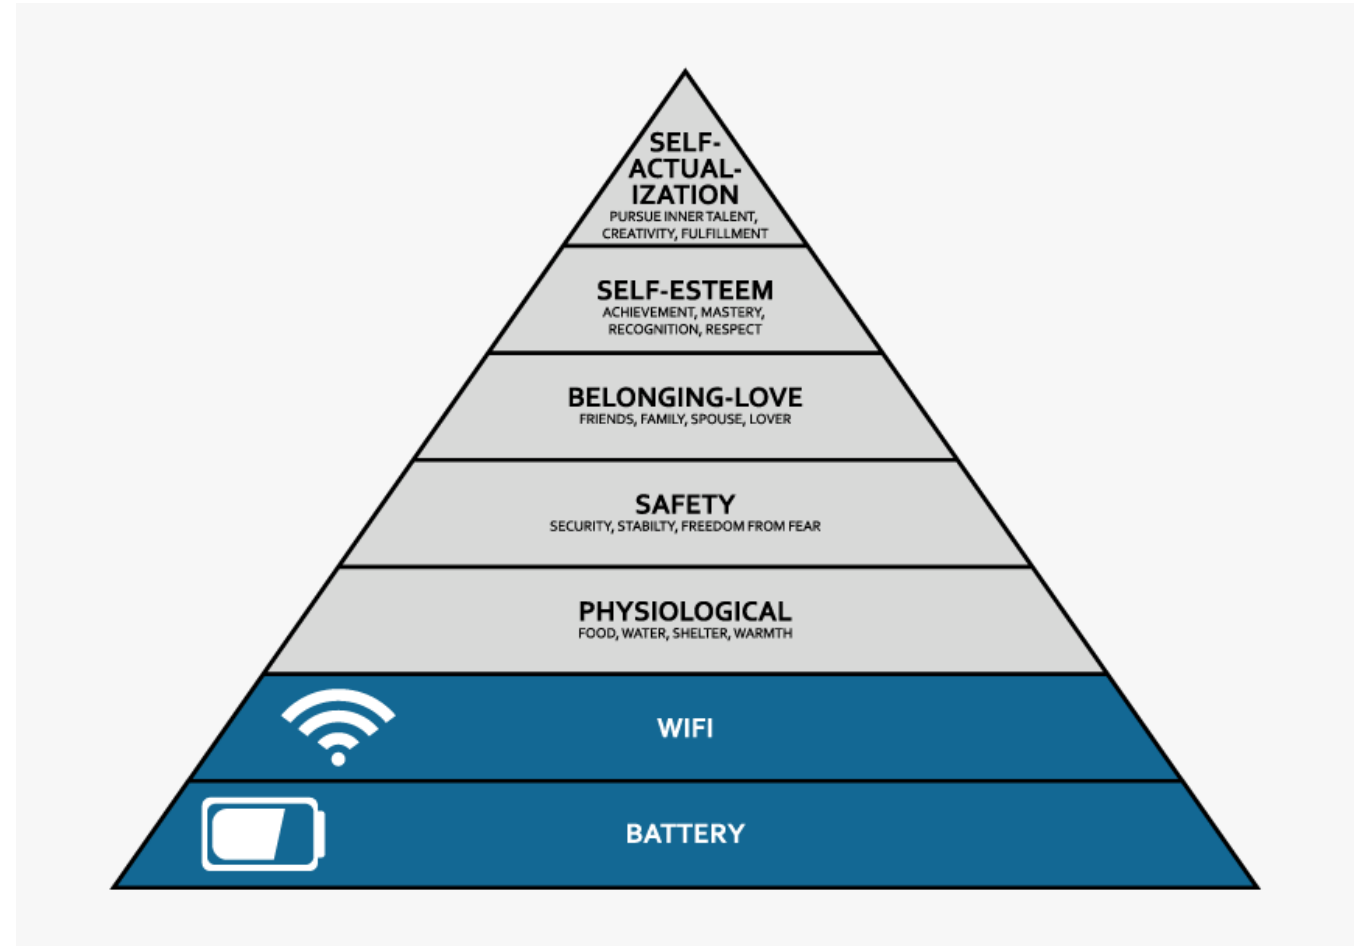 SELF-
ACTUAL-
IZATION
PURSUE INNER TALENT,
CREATIVITY, FULFILLMENT
SELF-ESTEEM
ACHIEVEMENT, MASTERY,
RECOGNITION, RESPECT
BELONGING-LOVE
FRIENDS, FAMILY, SPOUSE, LOVER
SAFETY
SECURITY, STABILTY, FREEDOM FROM FEAR
PHYSIOLOGICAL
FOOD, WATER, SHELTER, WARMTH
WIFI
BATTERY